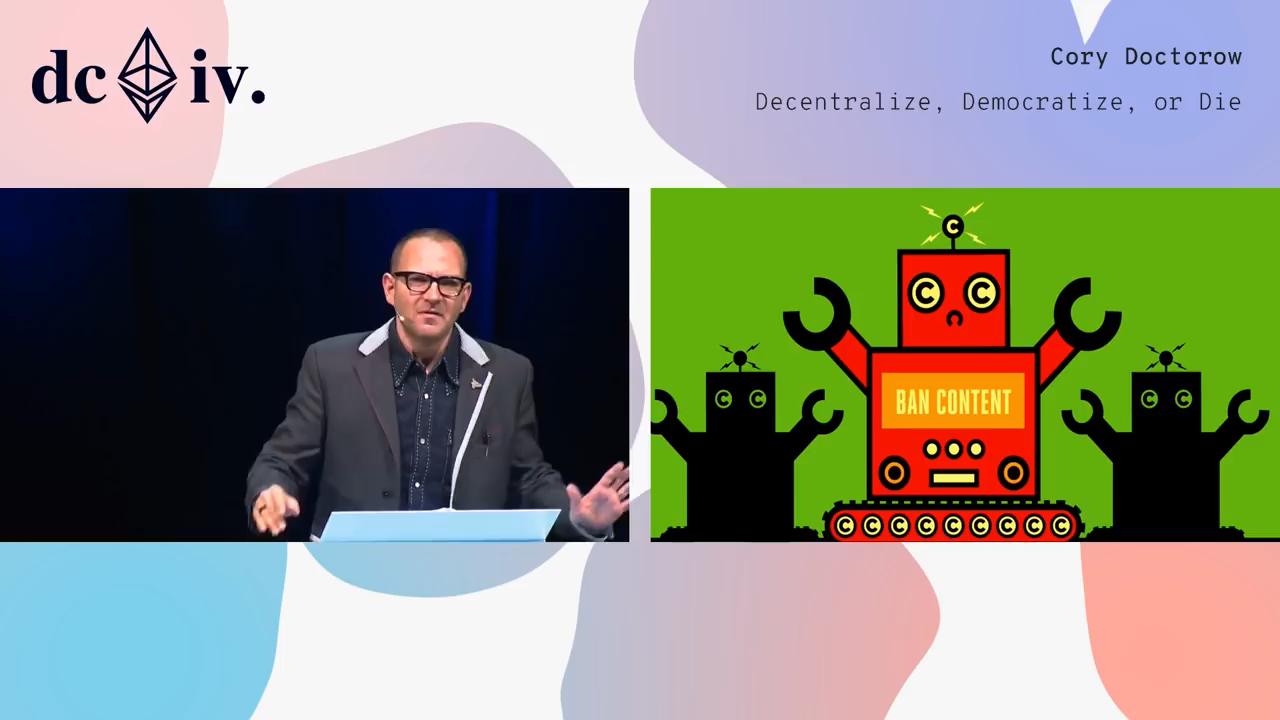 dc iv.
Cory Doctorow
Decentralize, Democratize, or Die
C
C C
BAN CONTENT
C C
C C
C C C C C C C C C